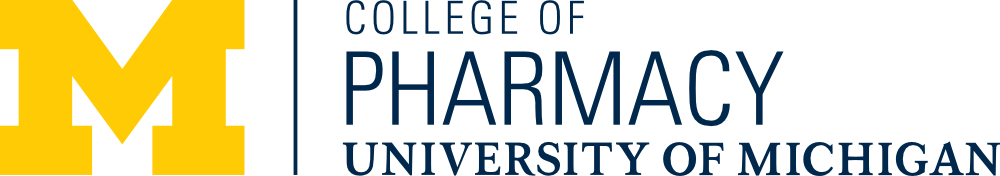 M
COLLEGE OF
PHARMACY
UNIVERSITY OF MICHIGAN